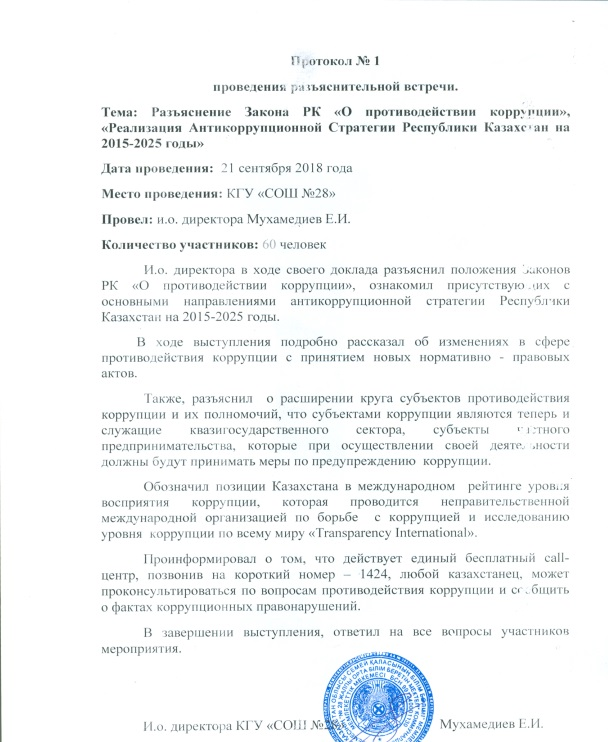 Протокол № 1
проведения разъяснительной встречи.
Тема: Разъяснение Закона РК «О противодействии коррупции»,
«Реализация Антикоррупционной Стратегии Республики Казахстан на
2015-2025 годы»
Дата проведения: 21 сентября 2018 года
Место проведения: КГУ «СОШ №28»
Провел: и.о. директора Мухамедиев Е.И.
Количество участников: 60 человек
И.о. директора в ходе своего доклада разъяснил положения Законов
РК «О противодействии коррупции», ознакомил присутствующих с
основными направлениями антикоррупционной стратегии Республики
Казахстан на 2015-2025 годы.
В ходе выступления подробно рассказал об изменениях в сфере
противодействия коррупции с принятием новых нормативно - правовых
актов.
Также, разъяснил о расширении круга субъектов противодействия
коррупции и их полномочий, что субъектами коррупции являются теперь и
служащие квазигосударственного сектора, субъекты частного
предпринимательства, которые при осуществлении своей деятельности
должны будут принимать меры по предупреждению коррупции.
Обозначил позиции Казахстана в международном рейтинге уровня
восприятия коррупции, которая проводится неправительственной
международной организацией по борьбе с коррупцией и исследованию
уровня коррупции по всему миру «Transparency International».
Проинформировал о том, что действует единый бесплатный call-
центр, позвонив на короткий номер – 1424, любой казахстанец, может
проконсультироваться по вопросам противодействия коррупции и сообщить
о фактах коррупционных правонарушений.
В завершении выступления, ответил на все вопросы участников
мероприятия.
И.о. директора КГУ «СОШ №28» Мухамедиев Е.И.